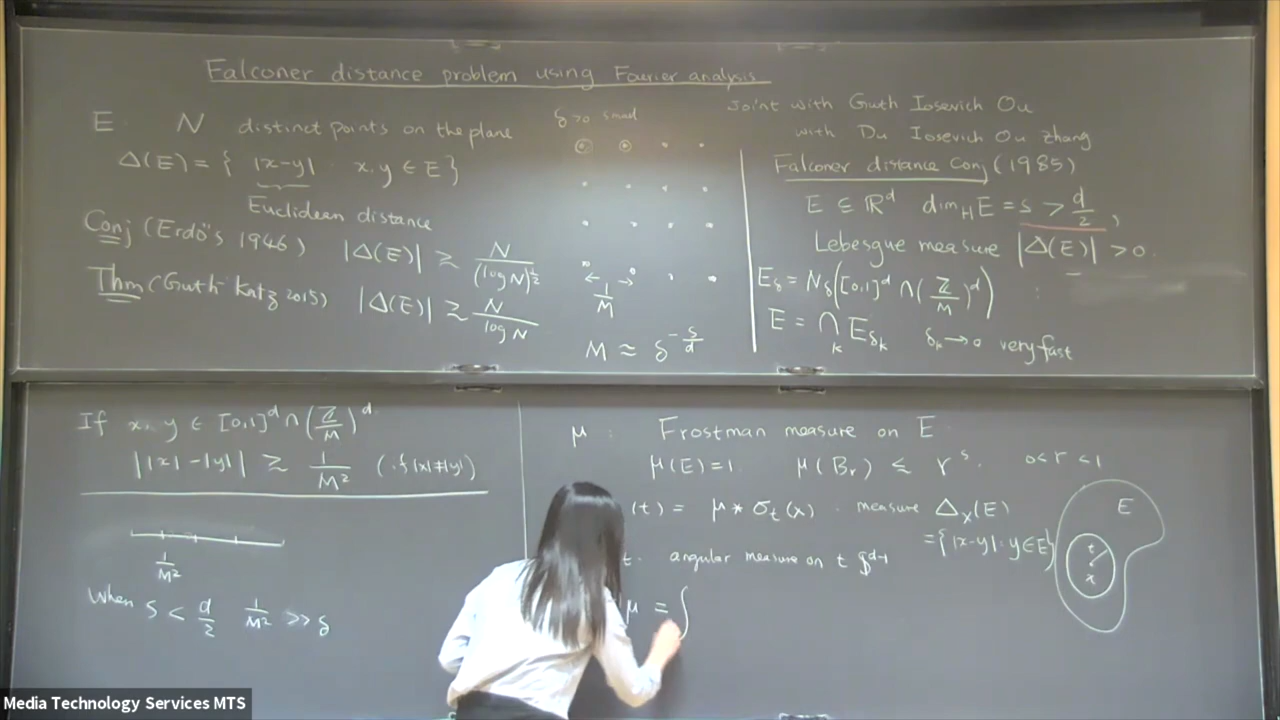 Falconer distance problem using Fourier analysis
E N distinct points on the plane
Δ(E) = { |x-y| x, y ∈ E }
Euclidean distance
Conj (Erdő's 1946) |Δ(E)| ≳ N/(log N)^{1/2}
Thm (Guth Katz 2015) |Δ(E)| ≳ N/log N
δ>0 small
1/M
M ≈ δ^{-s/d}
Joint with Guth Iosevich Ou
with Du Iosevich Ou Zhang
Falconer distance Conj (1985)
E ⊆ ℝ^d dim_H E = s > d/2,
Lebesgue measure |Δ(E)| > 0.
E_δ = N_δ([0,1]^d ∩ (ℤ/M)^d)
E = ∩_k E_{δ_k} δ_k → 0 very fast
If x, y ∈ [0,1]^d ∩ (ℤ/M)^d
||x|-|y|| ≳ 1/M² (if |x|≠|y|)
1/M²
When s < d/2 1/M² >> δ
μ : Frostman measure on E
μ(E)=1 μ(B_r) ≲ r^s. 0<r<1
(t) = μ * σ_t(x) . measure Δ_x(E)
= { |x-y| : y ∈ E }
t. angular measure on t S^{d-1}
μ = ∫
E
t
x
Media Technology Services MTS